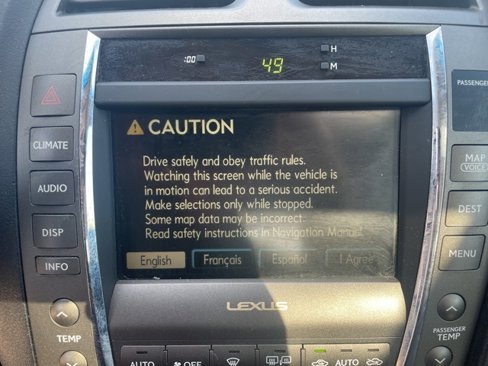 :00
49
H
M
PASSENGER
CLIMATE
AUDIO
DISP
INFO
TEMP
⚠ CAUTION
Drive safely and obey traffic rules.
Watching this screen while the vehicle is
in motion can lead to a serious accident.
Make selections only while stopped.
Some map data may be incorrect.
Read safety instructions in Navigation Manual.
English
Français
Español
I Agree
MAP
VOICE
DEST
MENU
PASSENGER
TEMP
LEXUS
AUTO
OFF
AUTO